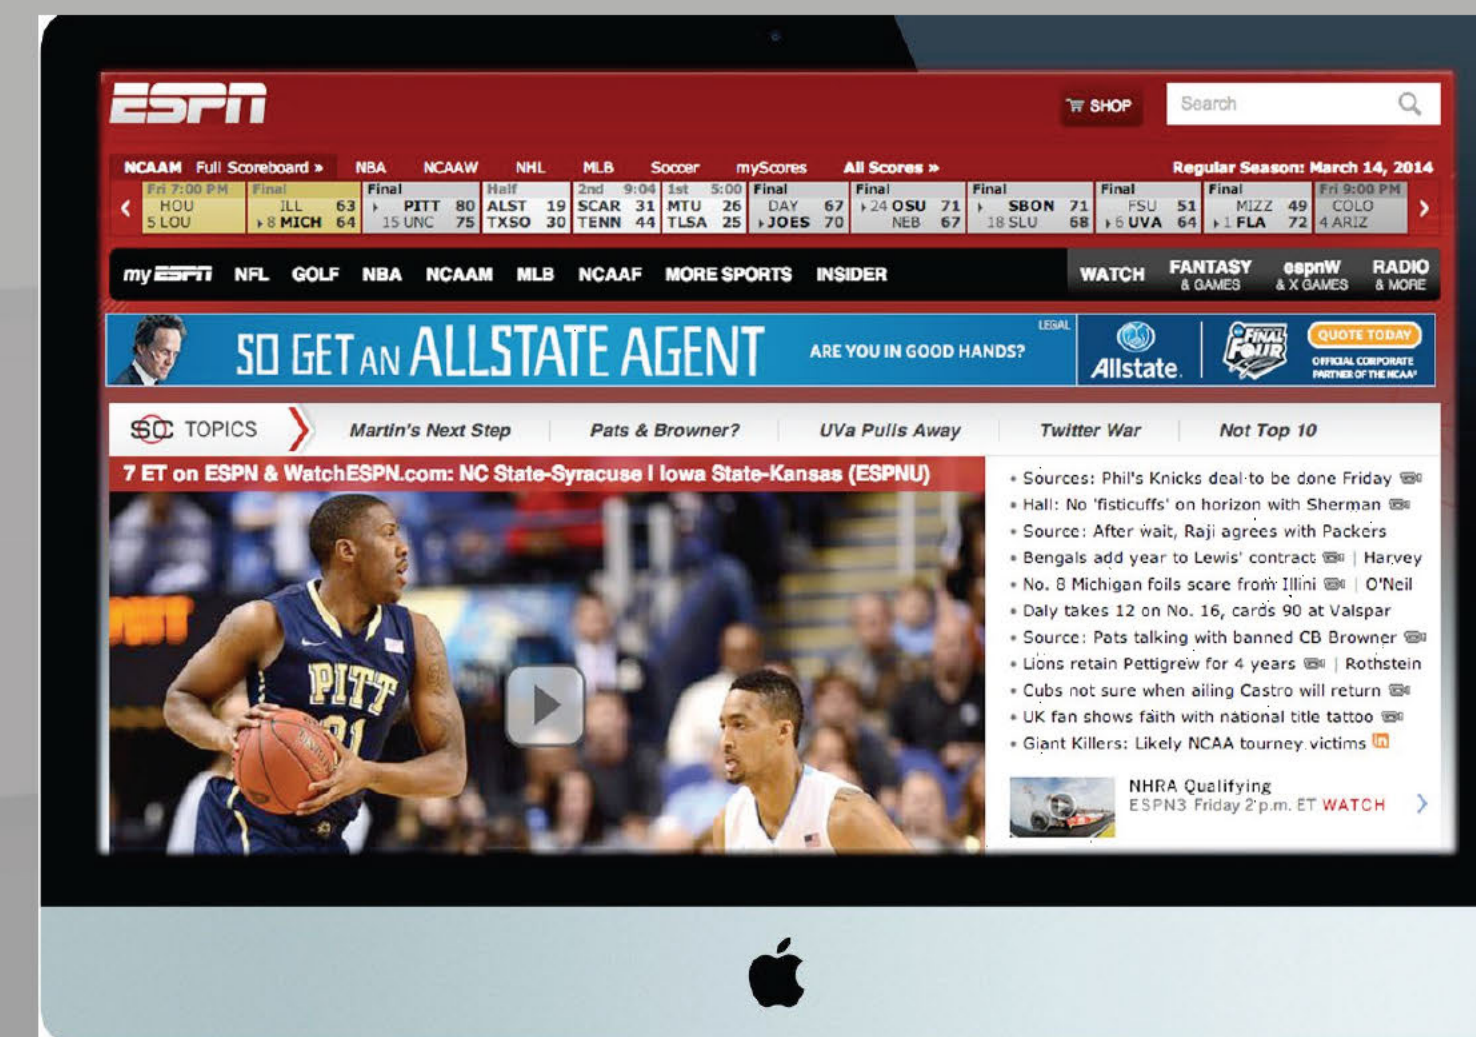 ESPN
SHOP
Search
NCAAM Full Scoreboard » NBA NCAAW NHL MLB Soccer myScores All Scores » Regular Season: March 14, 2014
Fri 7:00 PM Final Final Half 2nd 9:04 1st 5:00 Final Final Final Final Final Fri 9:00 PM
HOU ILL 63 PITT 80 ALST 19 SCAR 31 MTU 26 DAY 67 24 OSU 71 SBON 71 FSU 51 MIZZ 49 COLO
5 LOU 8 MICH 64 15 UNC 75 TXSO 30 TENN 44 TLSA 25 JOES 70 NEB 67 18 SLU 68 6 UVA 64 1 FLA 72 4 ARIZ
my ESPN NFL GOLF NBA NCAAM MLB NCAAF MORE SPORTS INSIDER WATCH FANTASY & GAMES espnW & X GAMES RADIO & MORE
SO GET AN ALLSTATE AGENT
ARE YOU IN GOOD HANDS?
LEGAL
Allstate.
FINAL
FOUR
QUOTE TODAY
OFFICIAL CORPORATE
PARTNER OF THE NCAA®
SC TOPICS Martin's Next Step Pats & Browner? UVa Pulls Away Twitter War Not Top 10
7 ET on ESPN & WatchESPN.com: NC State-Syracuse | Iowa State-Kansas (ESPNU)
PITT
21
• Sources: Phil's Knicks deal to be done Friday
• Hall: No 'fisticuffs' on horizon with Sherman
• Source: After wait, Raji agrees with Packers
• Bengals add year to Lewis' contract | Harvey
• No. 8 Michigan foils scare from Illini | O'Neil
• Daly takes 12 on No. 16, cards 90 at Valspar
• Source: Pats talking with banned CB Browner
• Lions retain Pettigrew for 4 years | Rothstein
• Cubs not sure when ailing Castro will return
• UK fan shows faith with national title tattoo
• Giant Killers: Likely NCAA tourney victims in
NHRA Qualifying
ESPN3 Friday 2 p.m. ET WATCH